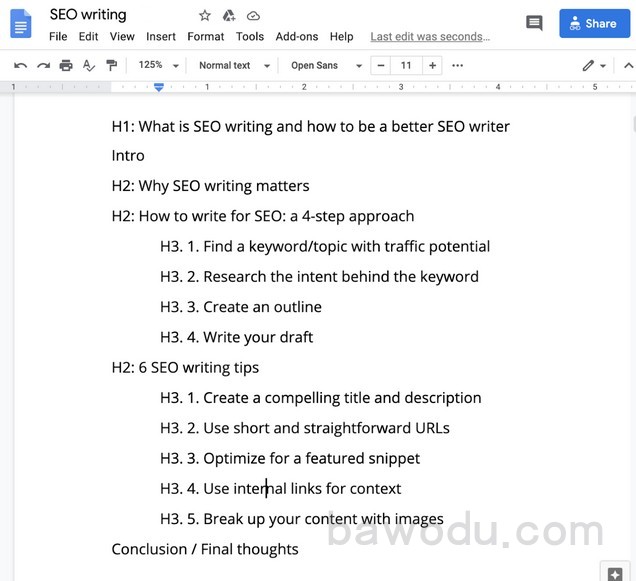 SEO writing
File Edit View Insert Format Tools Add-ons Help Last edit was seconds...
Share
125% Normal text Open Sans − 11 + ...
1 1 2 3 4 5
H1: What is SEO writing and how to be a better SEO writer
Intro
H2: Why SEO writing matters
H2: How to write for SEO: a 4-step approach
H3. 1. Find a keyword/topic with traffic potential
H3. 2. Research the intent behind the keyword
H3. 3. Create an outline
H3. 4. Write your draft
H2: 6 SEO writing tips
H3. 1. Create a compelling title and description
H3. 2. Use short and straightforward URLs
H3. 3. Optimize for a featured snippet
H3. 4. Use internal links for context
H3. 5. Break up your content with images
bawodu.com
Conclusion / Final thoughts